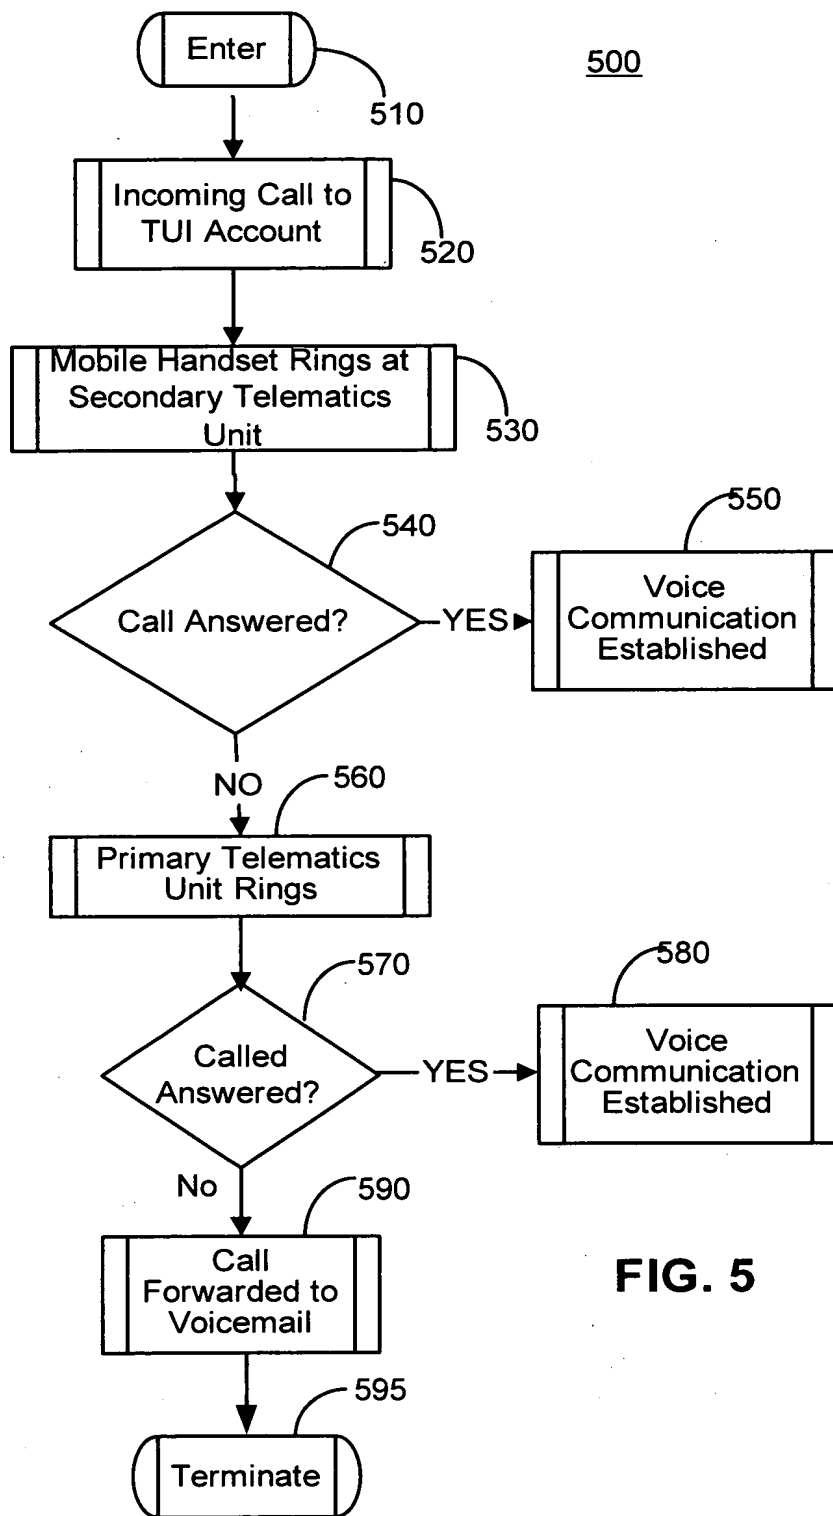 Enter
500
510
Incoming Call to
TUI Account
520
Mobile Handset Rings at
Secondary Telematics
Unit
530
540
Call Answered?
YES
550
Voice
Communication
Established
NO
560
Primary Telematics
Unit Rings
570
Called
Answered?
YES
580
Voice
Communication
Established
No
590
Call
Forwarded to
Voicemail
FIG. 5
595
Terminate